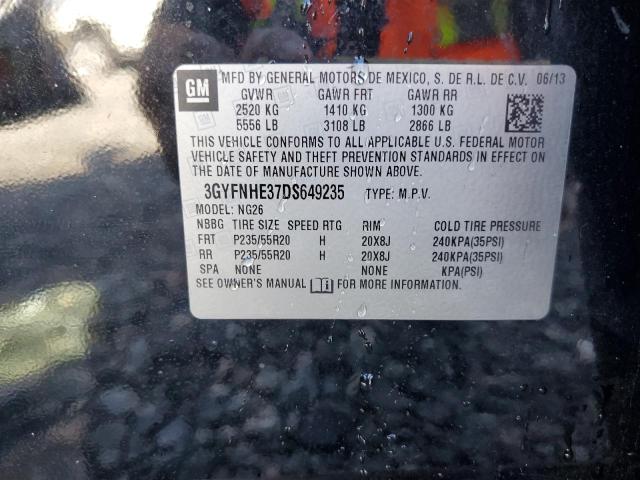 GM MFD BY GENERAL MOTORS DE MEXICO, S. DE R.L. DE C.V. 06/13
GVWR GAWR FRT GAWR RR
2520 KG 1410 KG 1300 KG
5556 LB 3108 LB 2866 LB
THIS VEHICLE CONFORMS TO ALL APPLICABLE U.S. FEDERAL MOTOR
VEHICLE SAFETY AND THEFT PREVENTION STANDARDS IN EFFECT ON
THE DATE OF MANUFACTURE SHOWN ABOVE.
3GYFNHE37DS649235 TYPE: M.P.V.
MODEL: NG26
NBBG TIRE SIZE SPEED RTG RIM COLD TIRE PRESSURE
FRT P235/55R20 H 20X8J 240KPA(35PSI)
RR P235/55R20 H 20X8J 240KPA(35PSI)
SPA NONE NONE KPA(PSI)
SEE OWNER'S MANUAL FOR MORE INFORMATION.